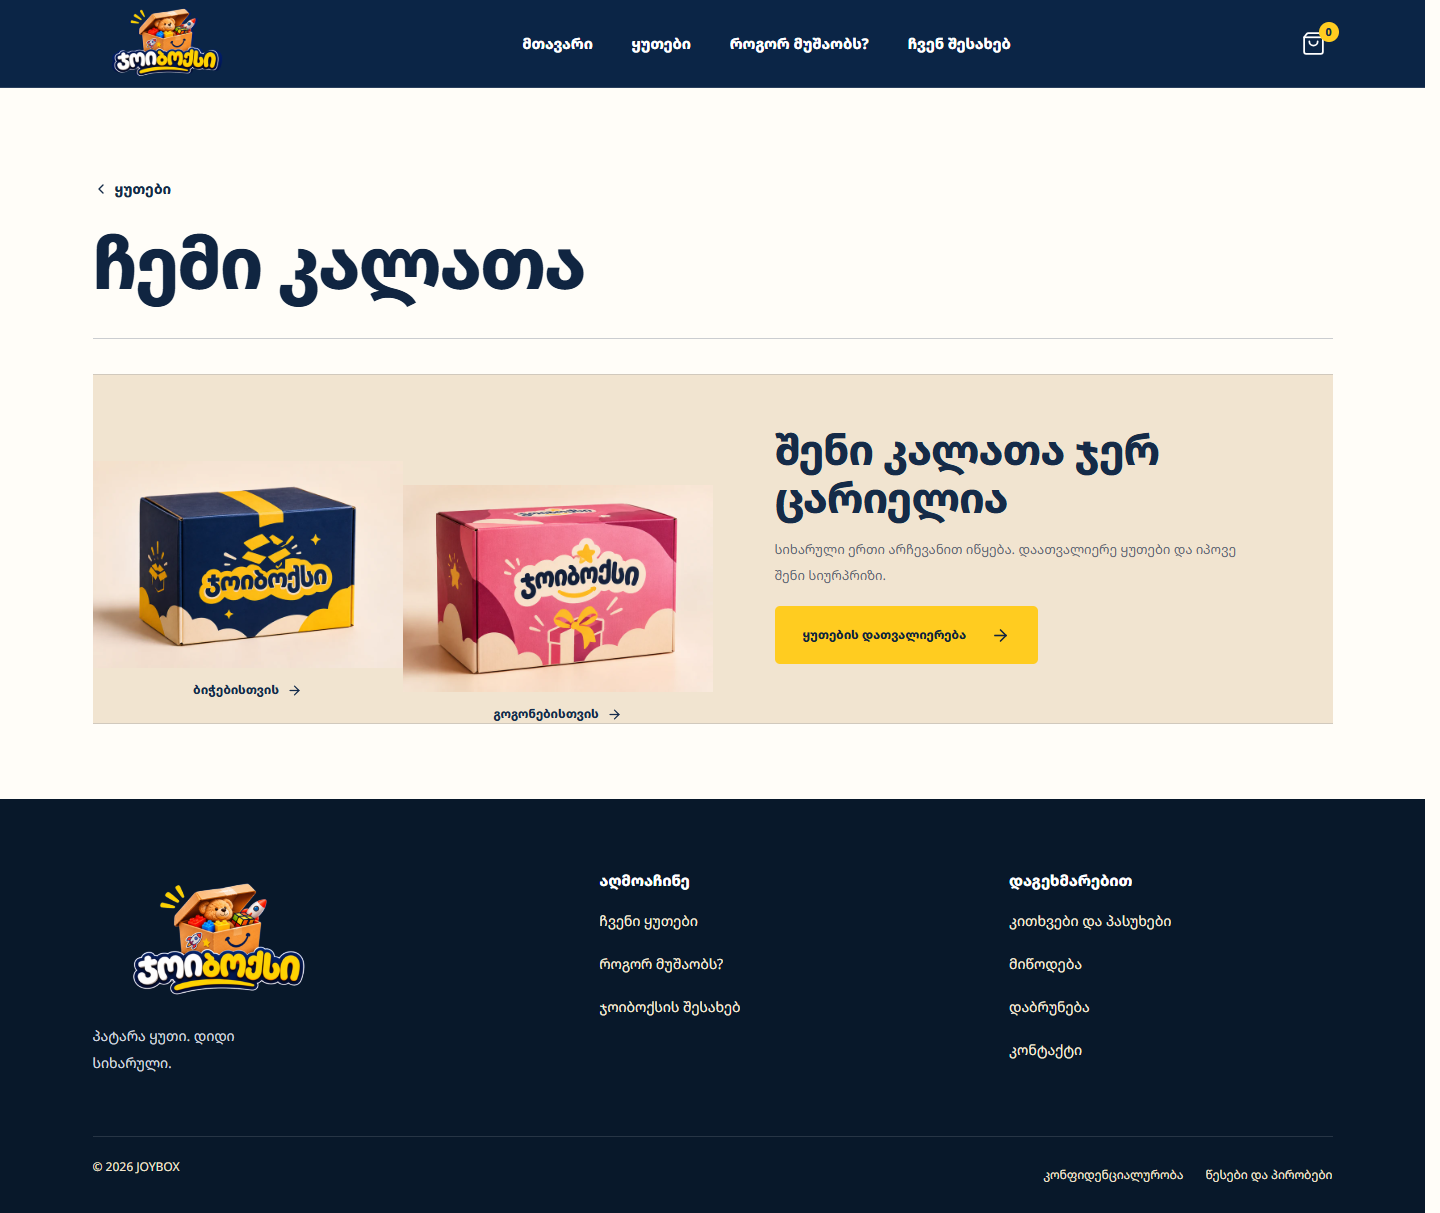 ჯოიბოქსი
მთავარი
ყუთები
როგორ მუშაობს?
ჩვენ შესახებ
0
ყუთები
ჩემი კალათა
ჯოიბოქსი
ბიჭებისთვის
ჯოიბოქსი
ჯოიბოქსი
გოგონებისთვის
შენი კალათა ჯერ
ცარიელია
სიხარული ერთი არჩევანით იწყება. დაათვალიერე ყუთები და იპოვე
შენი სიურპრიზი.
ყუთების დათვალიერება
ჯოიბოქსი
პატარა ყუთი. დიდი
სიხარული.
აღმოაჩინე
ჩვენი ყუთები
როგორ მუშაობს?
ჯოიბოქსის შესახებ
დაგეხმარებით
კითხვები და პასუხები
მიწოდება
დაბრუნება
კონტაქტი
© 2026 JOYBOX
კონფიდენციალურობა
წესები და პირობები